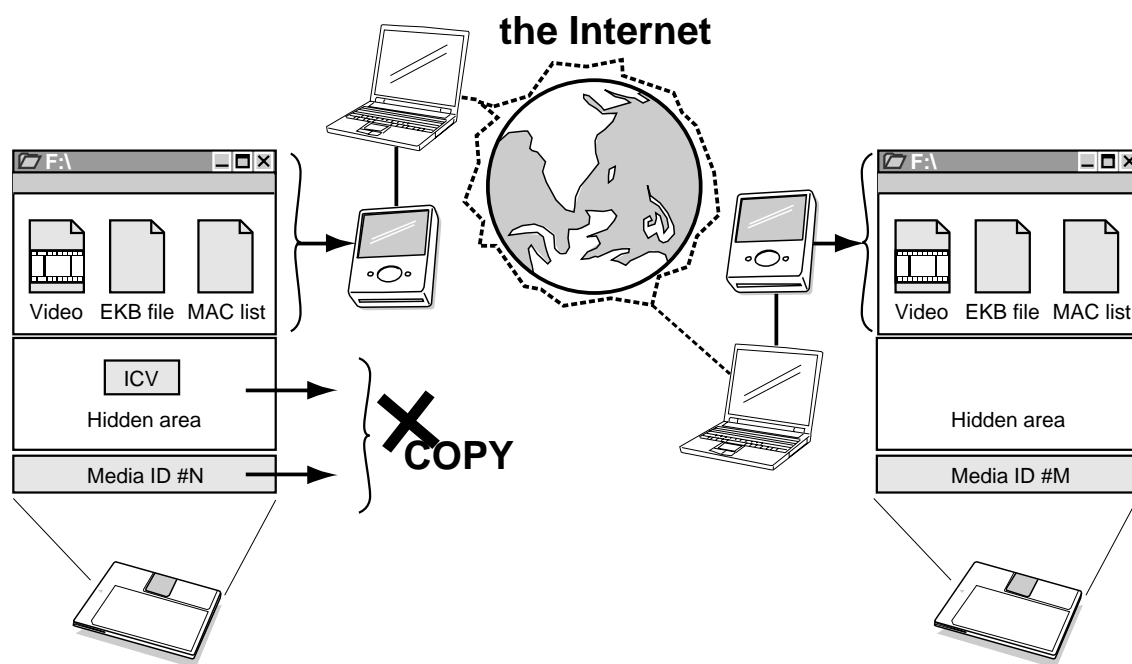 the Internet
F:\
Video EKB file MAC list
ICV
Hidden area
Media ID #N
COPY
F:\
Video EKB file MAC list
Hidden area
Media ID #M